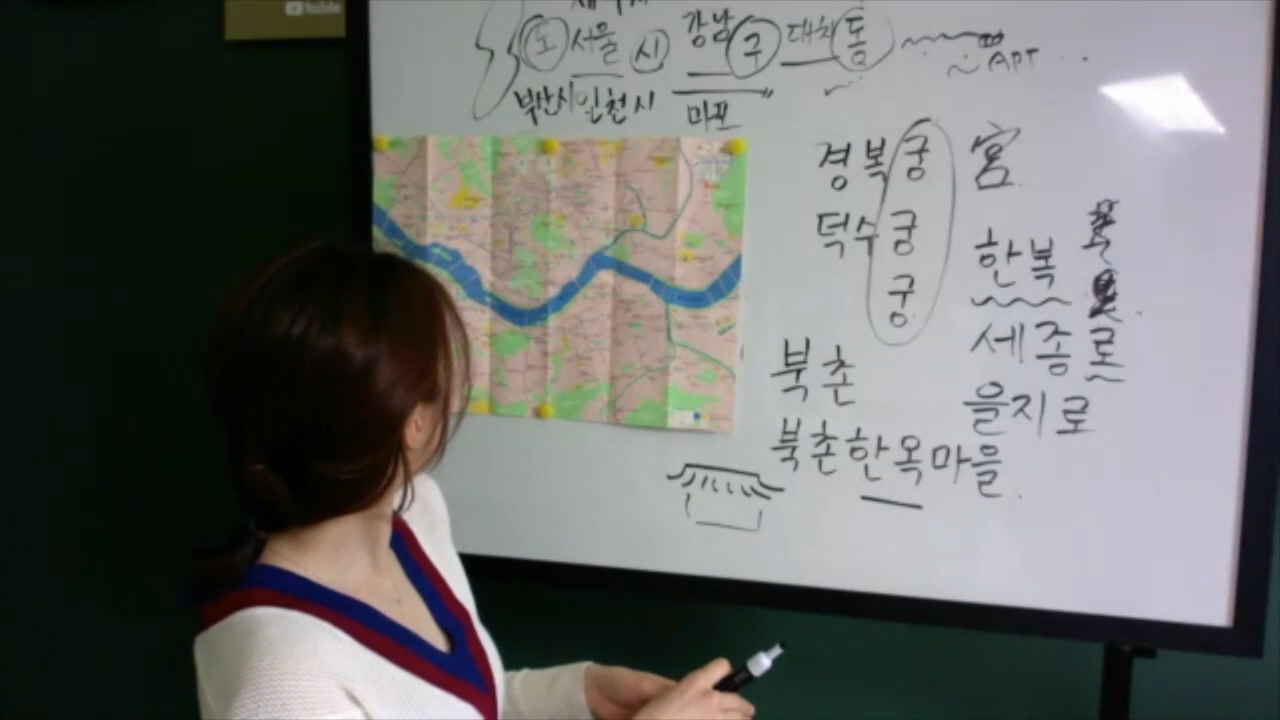 YouTube
도 서울 시 강남 구 대치 동
APT
부산시 인천시 마포
경복궁 宮
덕수궁
궁
한복
세종로
을지로
북촌
북촌한옥마을